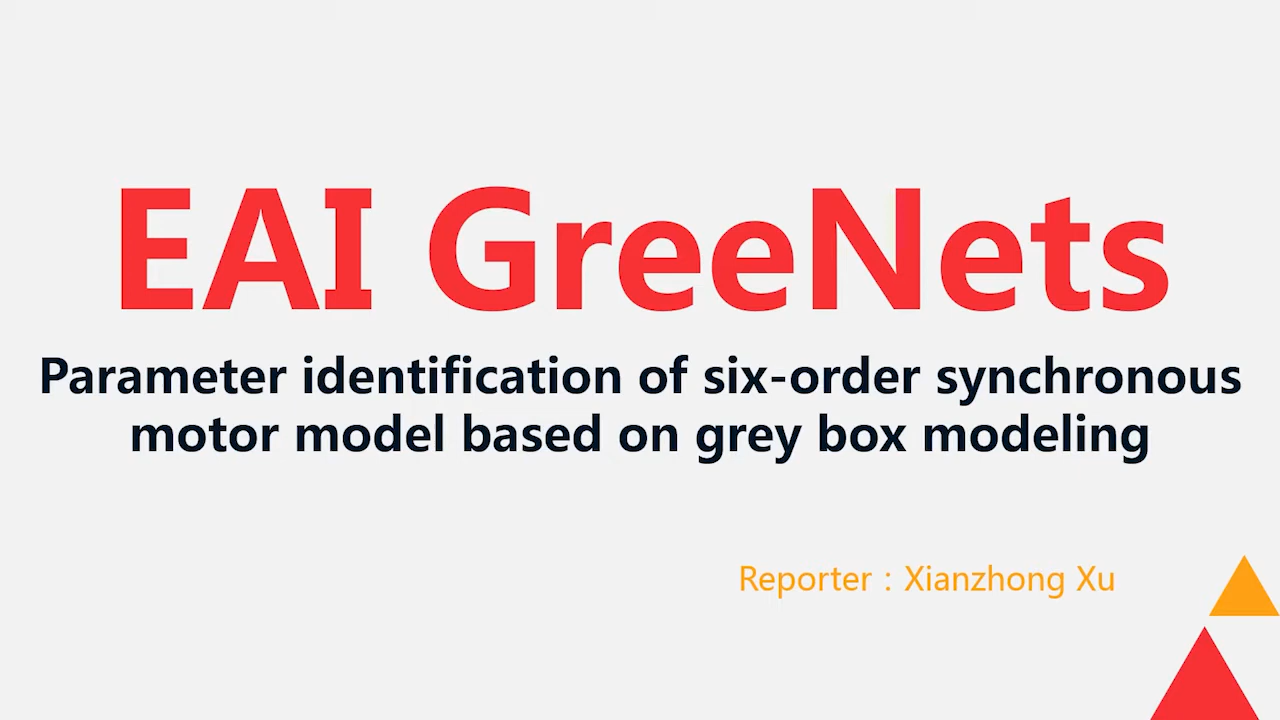 EAI GreeNets
Parameter identification of six-order synchronous
motor model based on grey box modeling
Reporter：Xianzhong Xu